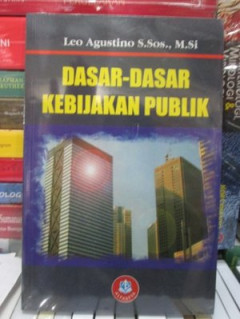 Leo Agustino S.Sos., M.Si
DASAR-DASAR
KEBIJAKAN PUBLIK